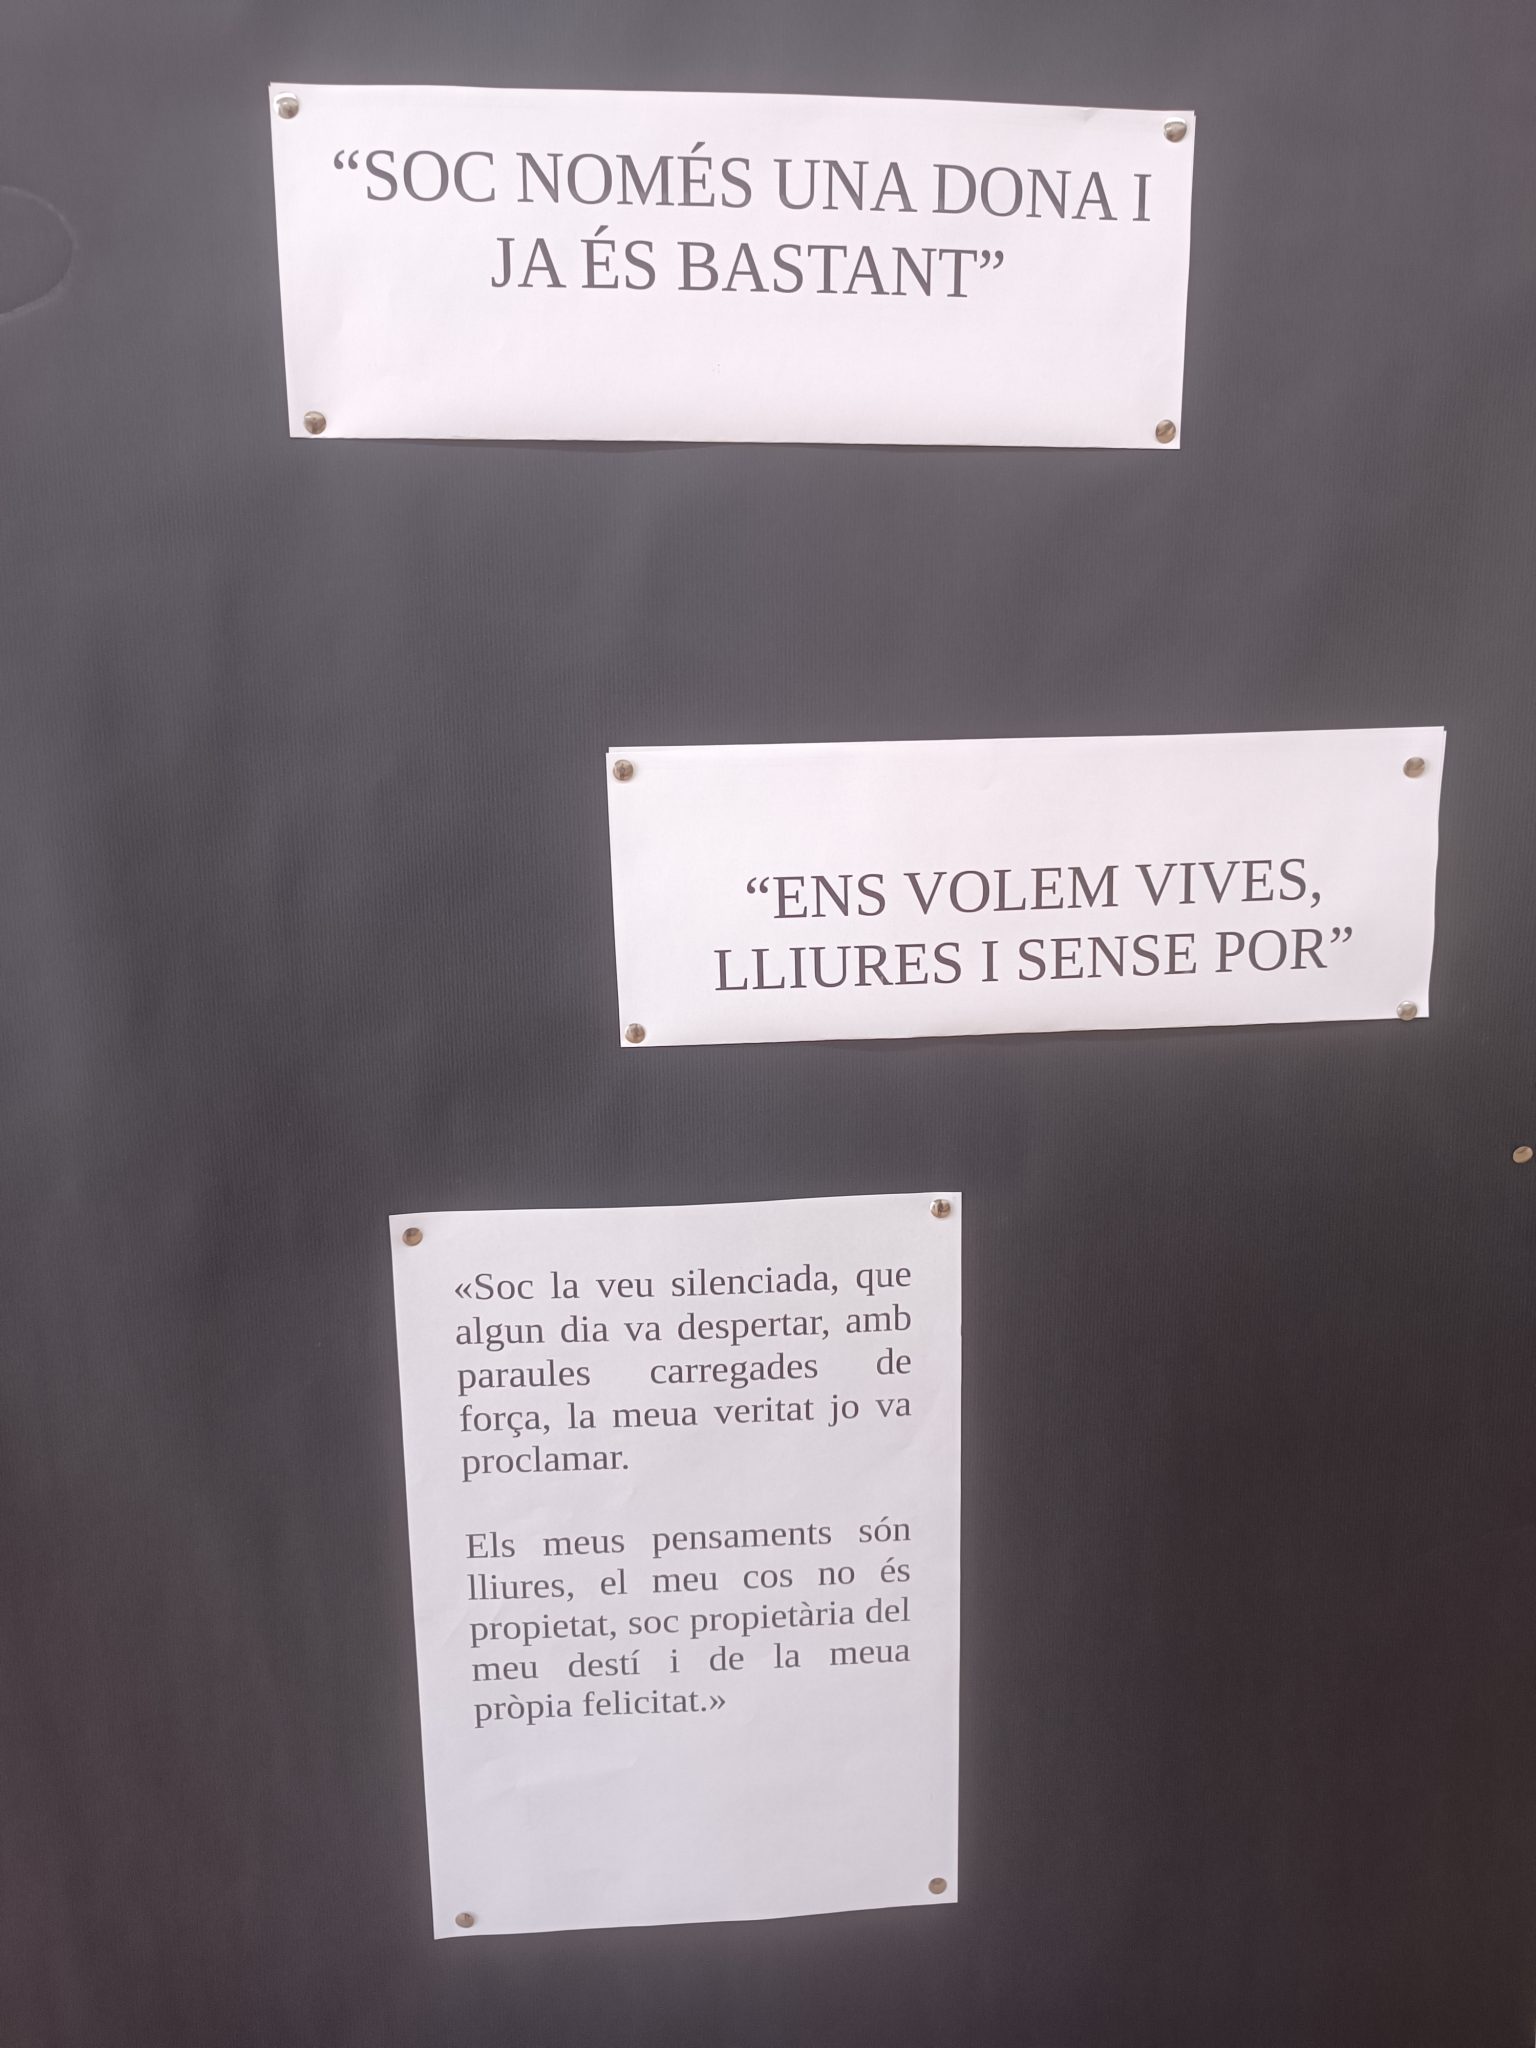 “SOC NOMÉS UNA DONA I
JA ÉS BASTANT”
“ENS VOLEM VIVES,
LLIURES I SENSE POR”
«Soc la veu silenciada, que
algun dia va despertar, amb
paraules carregades de
força, la meua veritat jo va
proclamar.
Els meus pensaments són
lliures, el meu cos no és
propietat, soc propietària del
meu destí i de la meua
pròpia felicitat.»